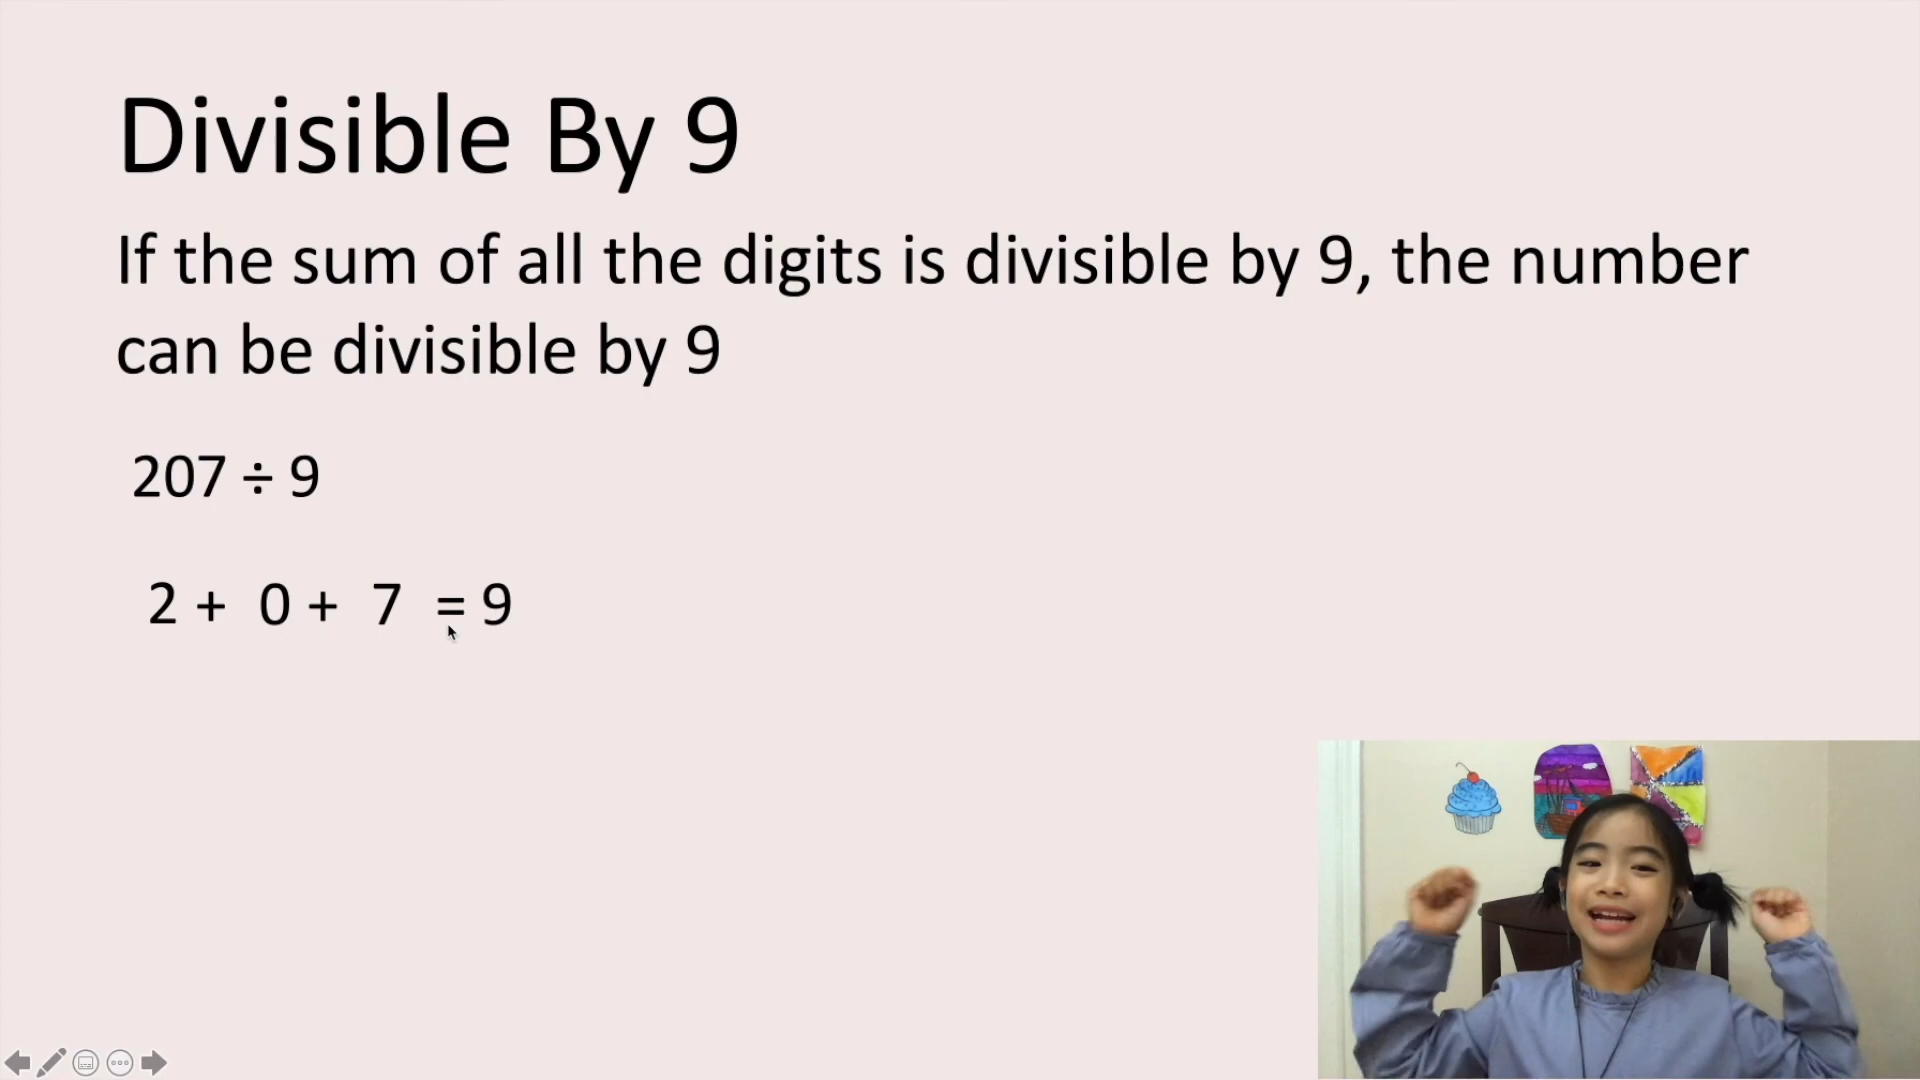 Divisible By 9
If the sum of all the digits is divisible by 9, the number
can be divisible by 9
207 ÷ 9
2 + 0 + 7 = 9